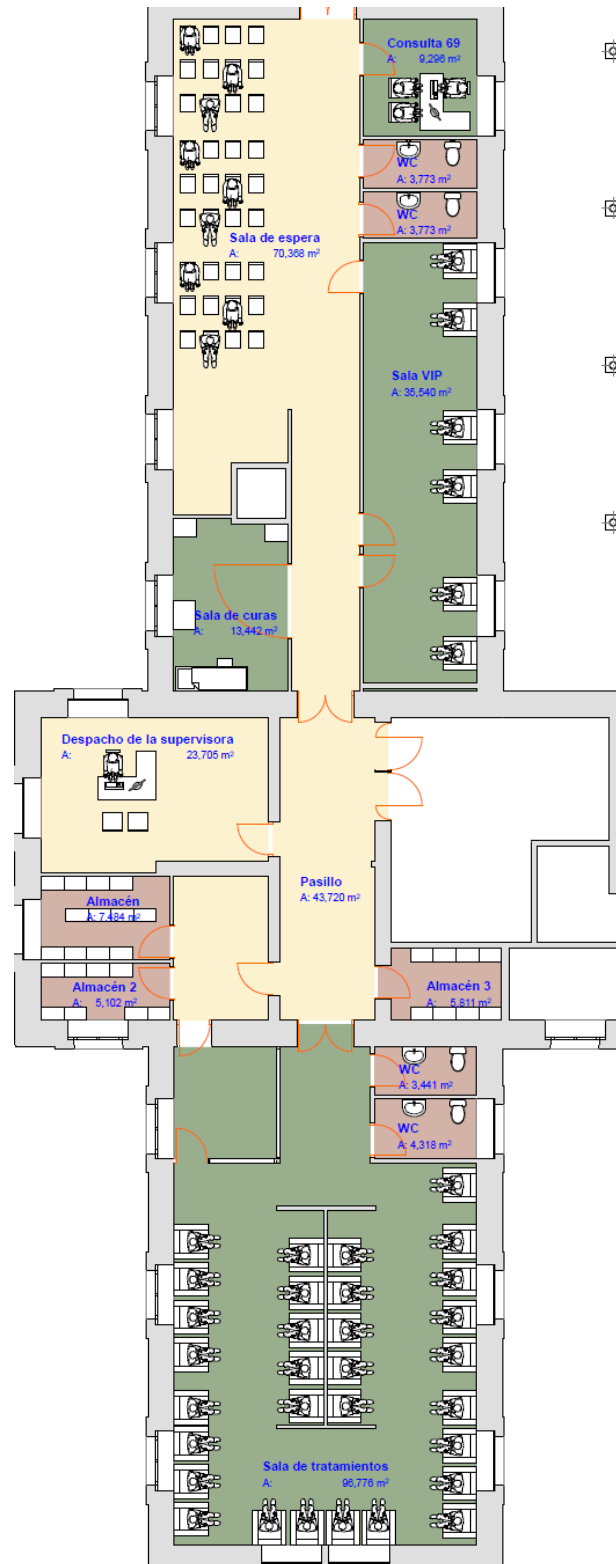 Consulta 69
A: 9,296 m²
WC
A: 3,773 m²
WC
A: 3,773 m²
Sala de espera
A: 70,368 m²
Sala VIP
A: 35,540 m²
Sala de curas
A: 13,442 m²
Despacho de la supervisora
A: 23,705 m²
Pasillo
A: 43,720 m²
Almacén
A: 7,484 m²
Almacén 2
A: 5,102 m²
Almacén 3
A: 5,811 m²
WC
A: 3,441 m²
WC
A: 4,318 m²
Sala de tratamientos
A: 96,776 m²